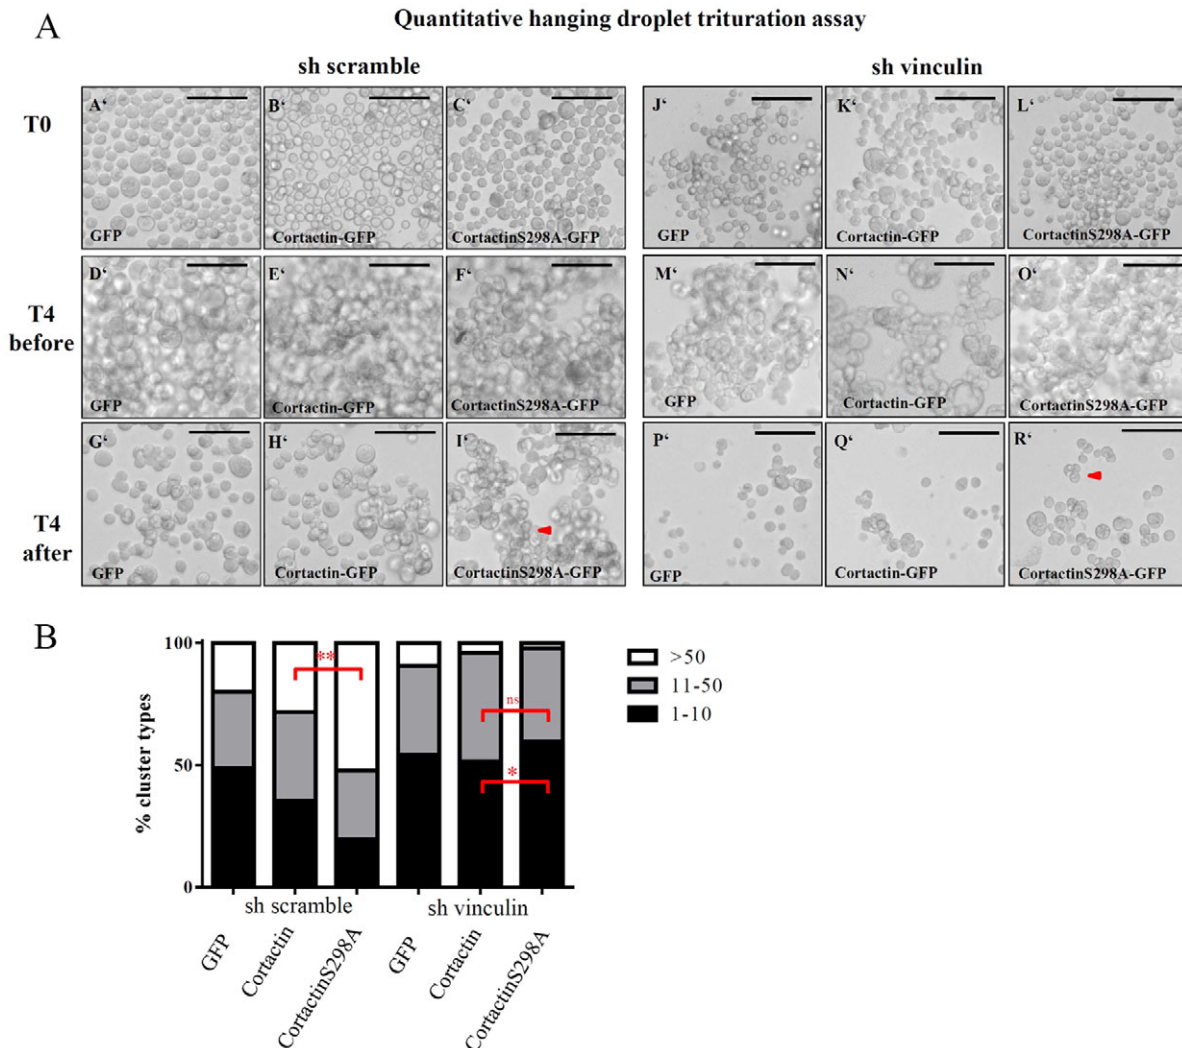 A
Quantitative hanging droplet trituration assay
sh scramble
sh vinculin
T0
A‘
GFP
B‘
Cortactin-GFP
C‘
CortactinS298A-GFP
J‘
GFP
K‘
Cortactin-GFP
L‘
CortactinS298A-GFP
T4
before
D‘
GFP
E‘
Cortactin-GFP
F‘
CortactinS298A-GFP
M‘
GFP
N‘
Cortactin-GFP
O‘
CortactinS298A-GFP
T4
after
G‘
GFP
H‘
Cortactin-GFP
I‘
CortactinS298A-GFP
P‘
GFP
Q‘
Cortactin-GFP
R‘
CortactinS298A-GFP
B
% cluster types
100
50
0
**
ns
*
>50
11-50
1-10
sh scramble
sh vinculin
GFP
Cortactin
CortactinS298A
GFP
Cortactin
CortactinS298A